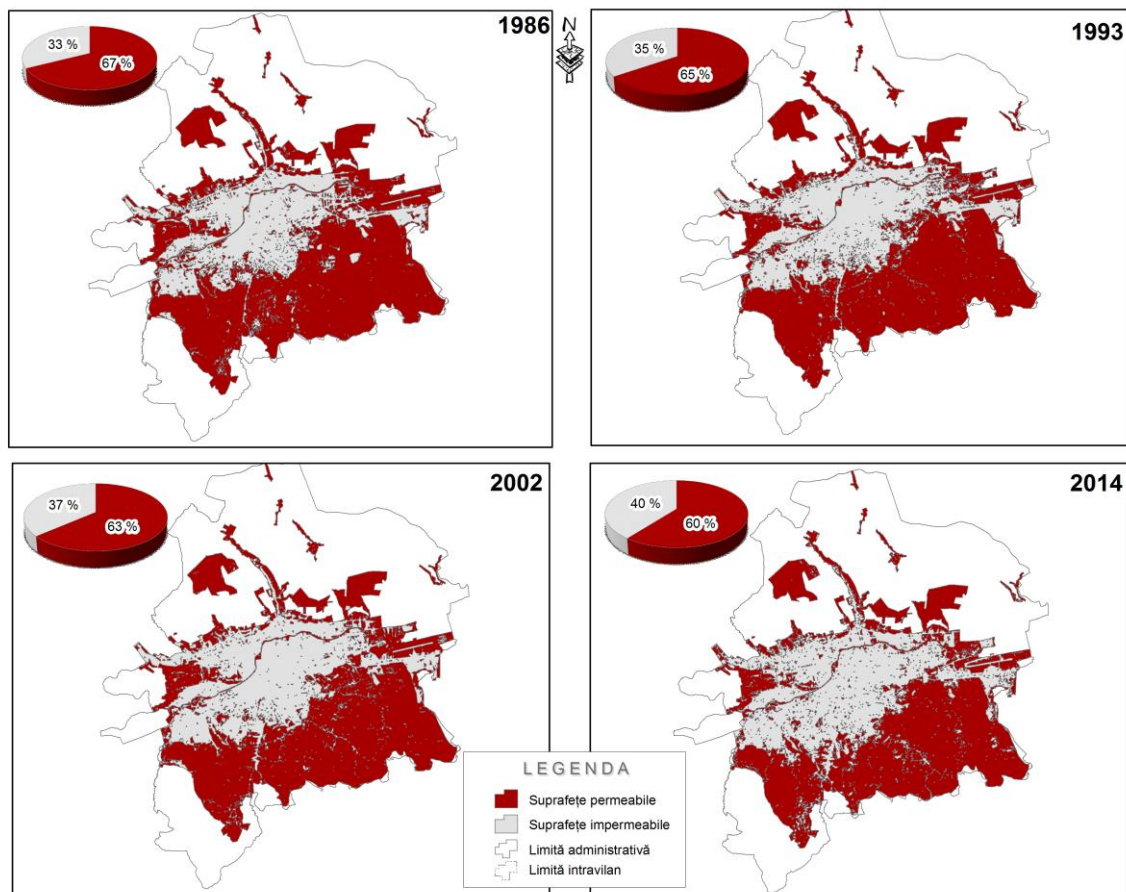 1986
33 %
67 %
N
1993
35 %
65 %
2002
37 %
63 %
2014
40 %
60 %
LEGENDA
Suprafețe permeabile
Suprafețe impermeabile
Limită administrativă
Limită intravilan